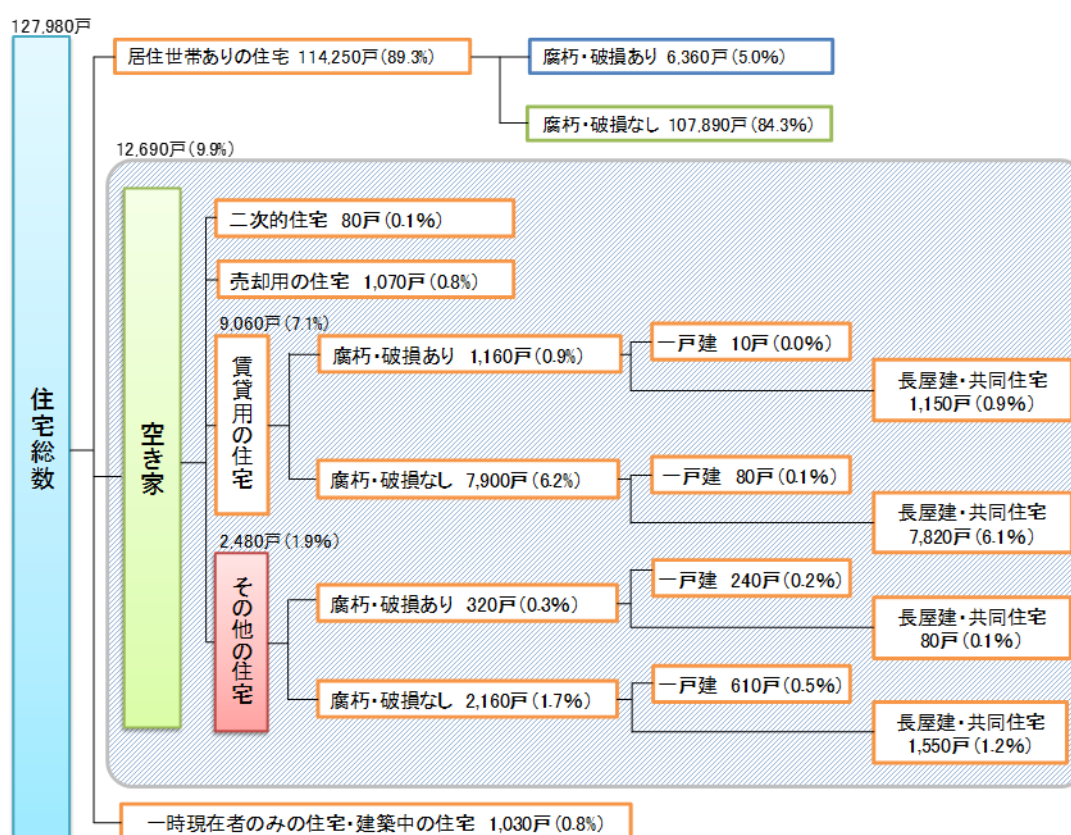 127,980戸
居住世帯ありの住宅 114,250戸(89.3%)
腐朽・破損あり 6,360戸(5.0%)
腐朽・破損なし 107,890戸(84.3%)
12,690戸(9.9%)
二次的住宅 80戸(0.1%)
売却用の住宅 1,070戸(0.8%)
9,060戸(7.1%)
賃貸用の住宅
腐朽・破損あり 1,160戸(0.9%)
一戸建 10戸(0.0%)
長屋建・共同住宅
1,150戸(0.9%)
住宅総数
空き家
腐朽・破損なし 7,900戸(6.2%)
一戸建 80戸(0.1%)
長屋建・共同住宅
7,820戸(6.1%)
2,480戸(1.9%)
その他の住宅
腐朽・破損あり 320戸(0.3%)
一戸建 240戸(0.2%)
長屋建・共同住宅
80戸(0.1%)
腐朽・破損なし 2,160戸(1.7%)
一戸建 610戸(0.5%)
長屋建・共同住宅
1,550戸(1.2%)
一時現在者のみの住宅・建築中の住宅 1,030戸(0.8%)